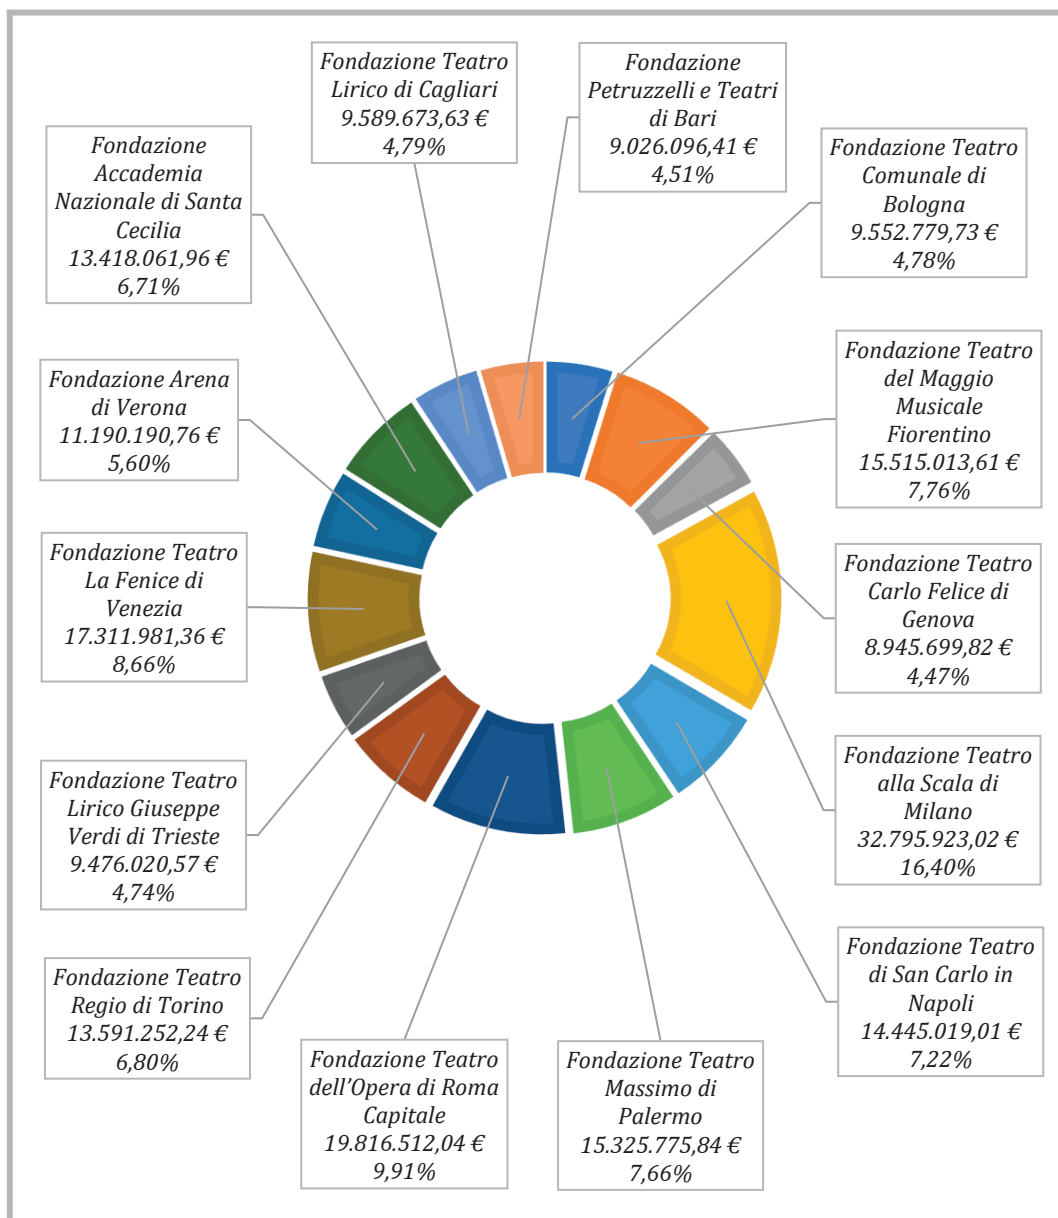 Fondazione Teatro
Lirico di Cagliari
9.589.673,63 €
4,79%
Fondazione
Petruzzelli e Teatri
di Bari
9.026.096,41 €
4,51%
Fondazione Teatro
Comunale di
Bologna
9.552.779,73 €
4,78%
Fondazione
Accademia
Nazionale di Santa
Cecilia
13.418.061,96 €
6,71%
Fondazione Teatro
del Maggio
Musicale
Fiorentino
15.515.013,61 €
7,76%
Fondazione Arena
di Verona
11.190.190,76 €
5,60%
Fondazione Teatro
La Fenice di
Venezia
17.311.981,36 €
8,66%
Fondazione Teatro
Carlo Felice di
Genova
8.945.699,82 €
4,47%
Fondazione Teatro
alla Scala di
Milano
32.795.923,02 €
16,40%
Fondazione Teatro
Lirico Giuseppe
Verdi di Trieste
9.476.020,57 €
4,74%
Fondazione Teatro
di San Carlo in
Napoli
14.445.019,01 €
7,22%
Fondazione Teatro
Regio di Torino
13.591.252,24 €
6,80%
Fondazione Teatro
dell’Opera di Roma
Capitale
19.816.512,04 €
9,91%
Fondazione Teatro
Massimo di
Palermo
15.325.775,84 €
7,66%